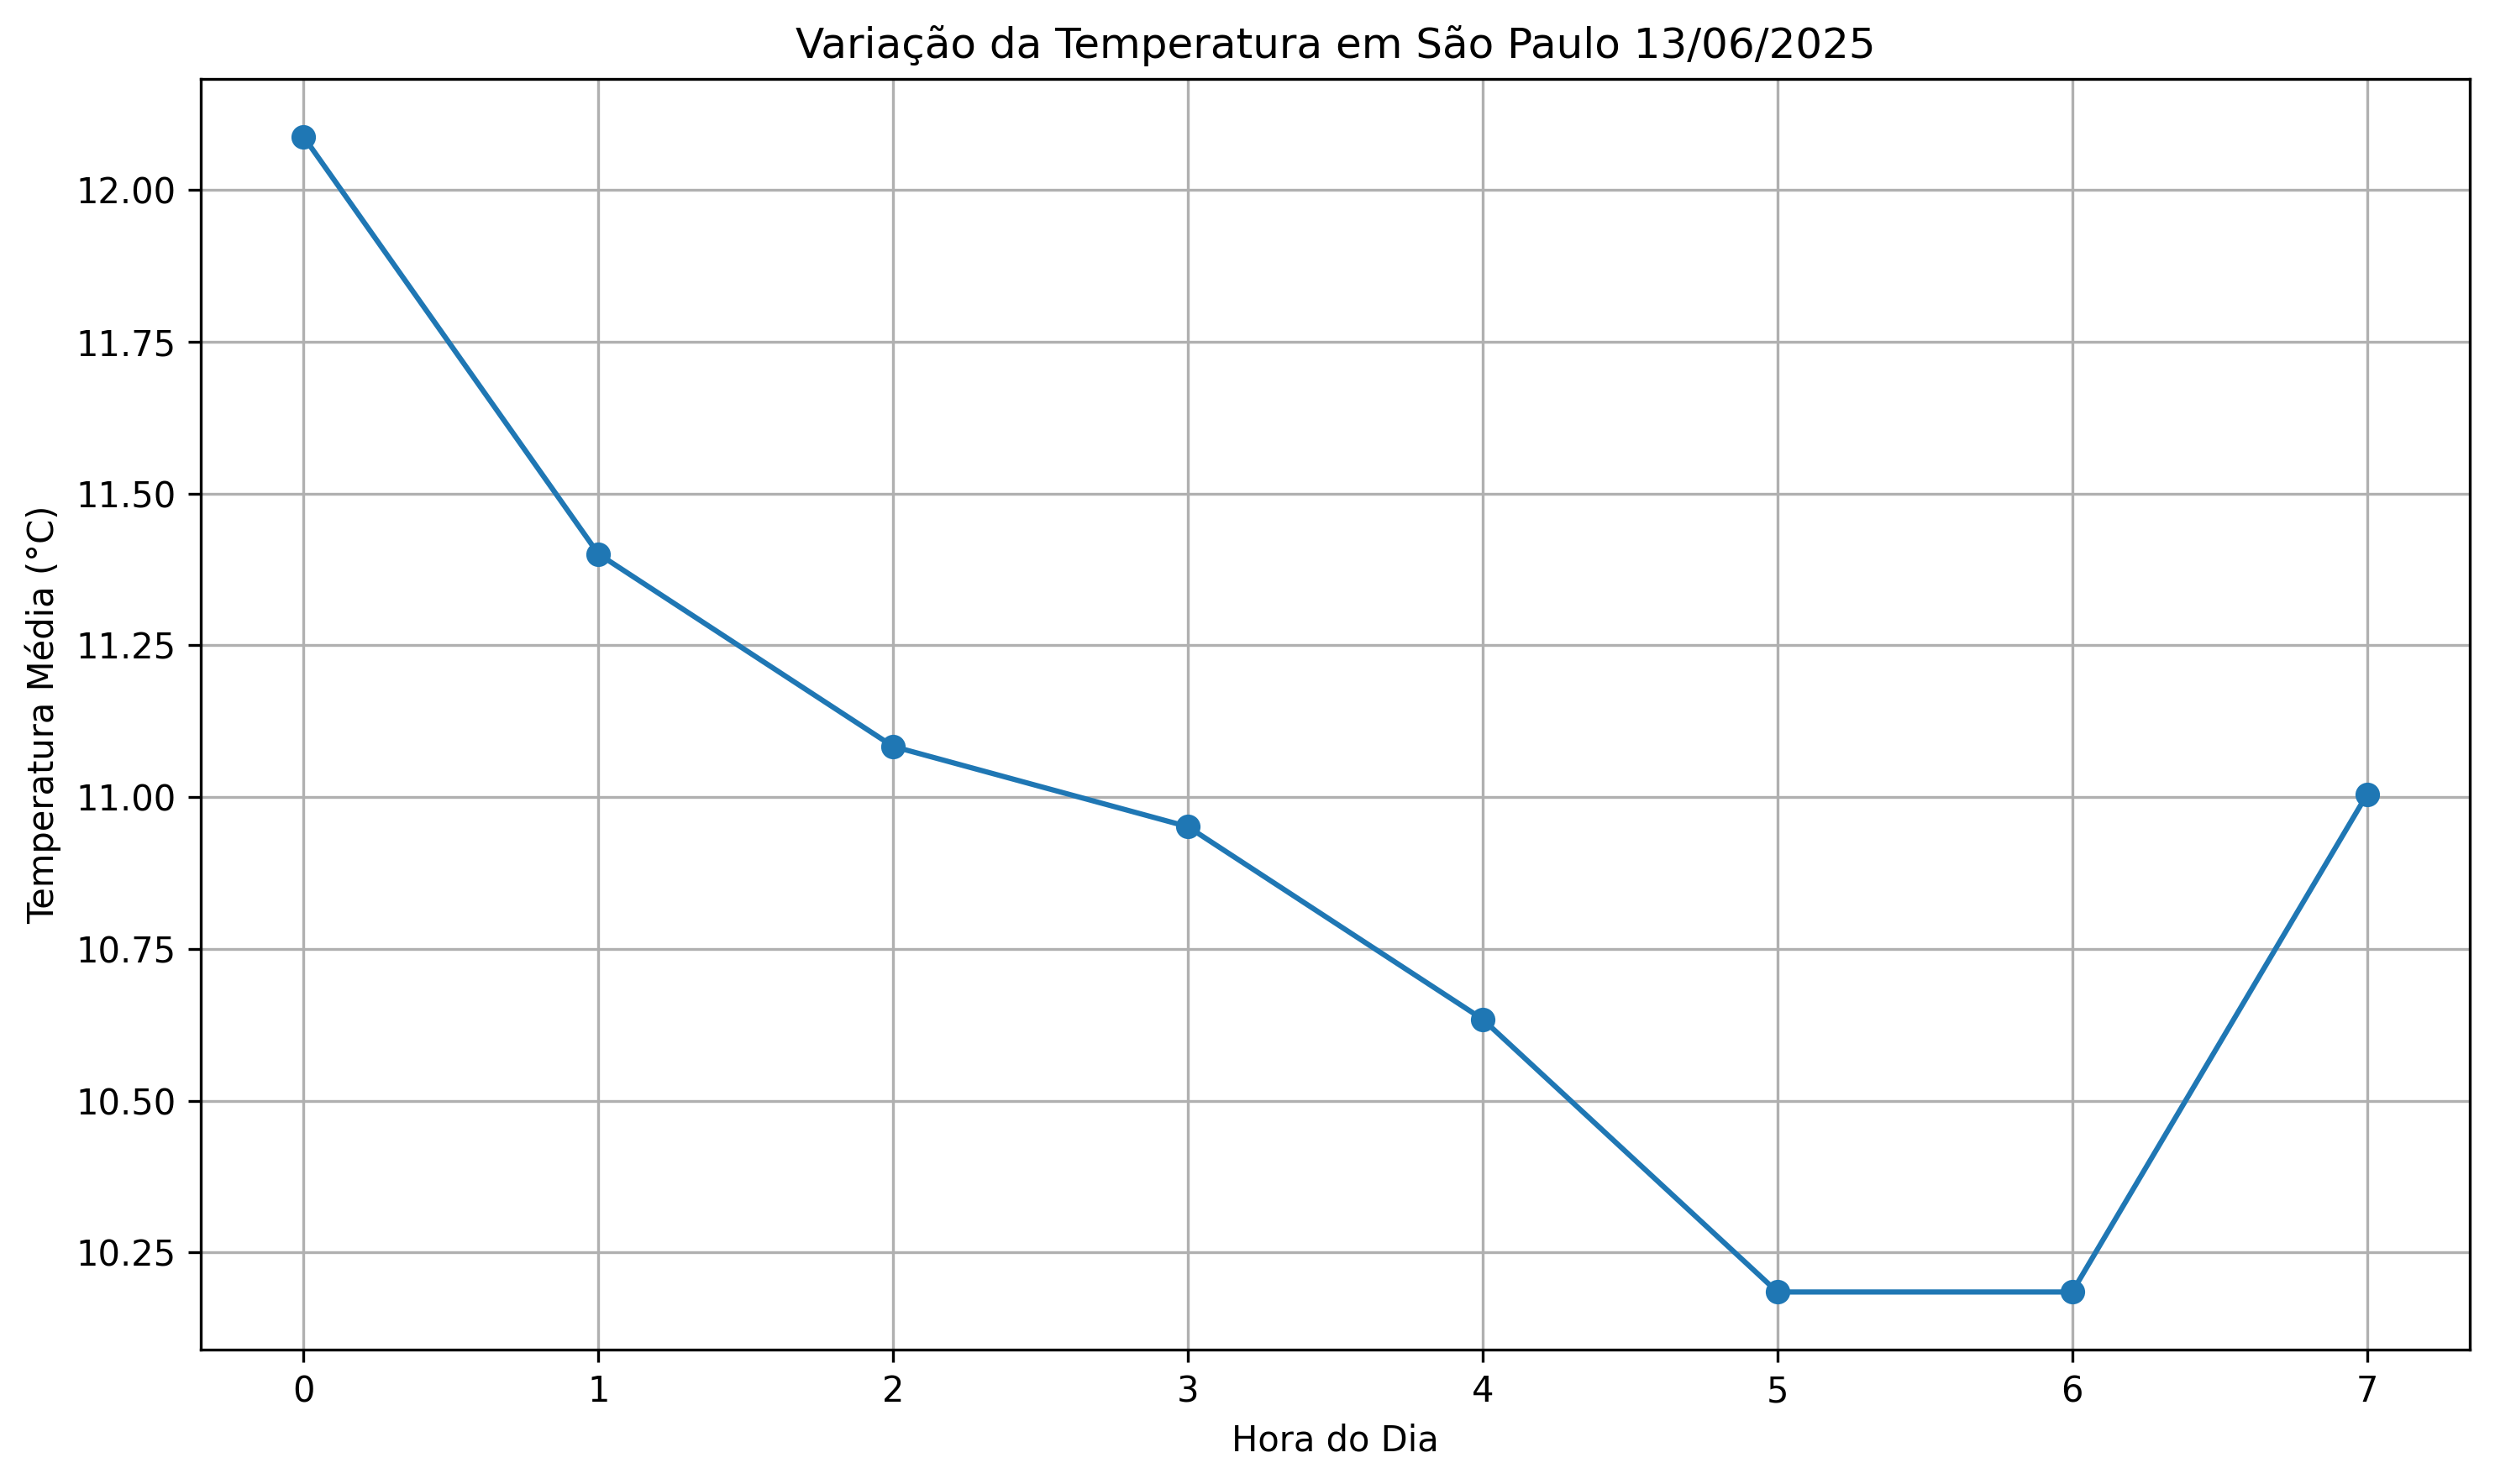 Variação da Temperatura em São Paulo 13/06/2025
12.00
11.75
11.50
11.25
11.00
10.75
10.50
10.25
Temperatura Média (°C)
0 1 2 3 4 5 6 7
Hora do Dia